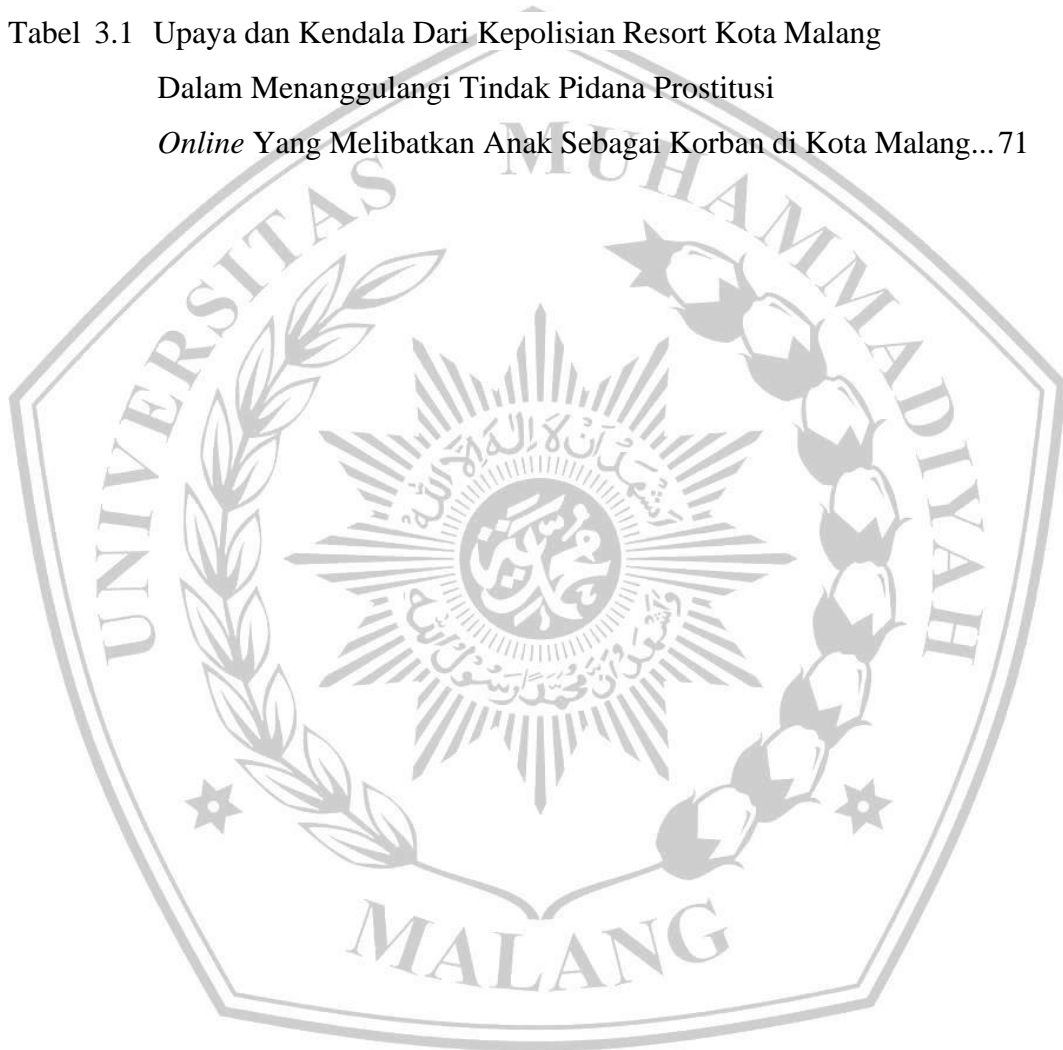 Tabel 3.1 Upaya dan Kendala Dari Kepolisian Resort Kota Malang
Dalam Menanggulangi Tindak Pidana Prostitusi
Online Yang Melibatkan Anak Sebagai Korban di Kota Malang...71
UNIVERSITAS MUHAMMADIYAH
MALANG